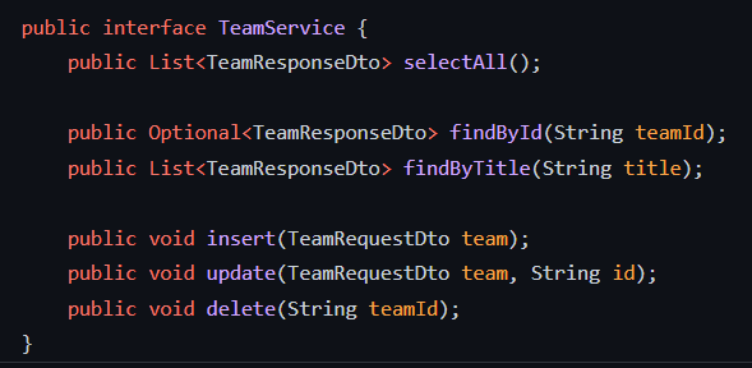 public interface TeamService {
    public List<TeamResponseDto> selectAll();
    public Optional<TeamResponseDto> findById(String teamId);
    public List<TeamResponseDto> findByTitle(String title);
    public void insert(TeamRequestDto team);
    public void update(TeamRequestDto team, String id);
    public void delete(String teamId);
}